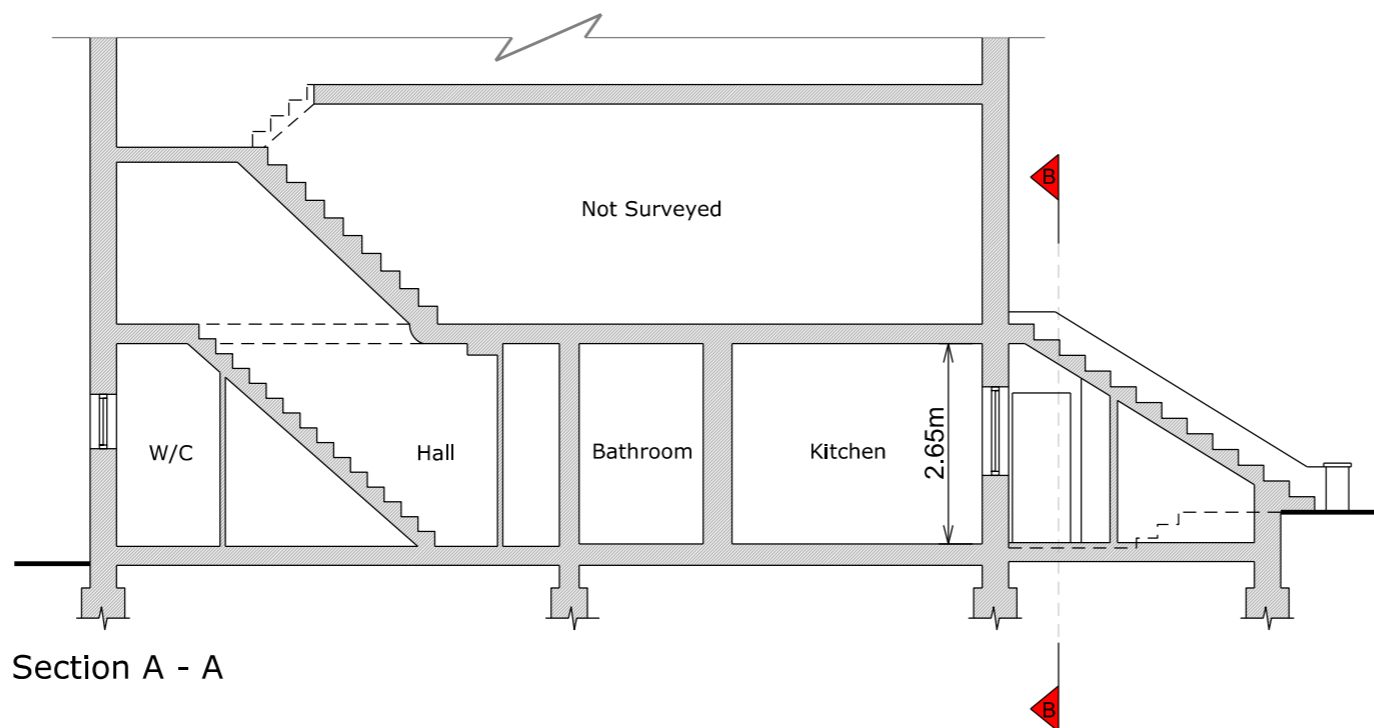 B
Not Surveyed
W/C
Hall
Bathroom
Kitchen
2.65m
Section A - A
B